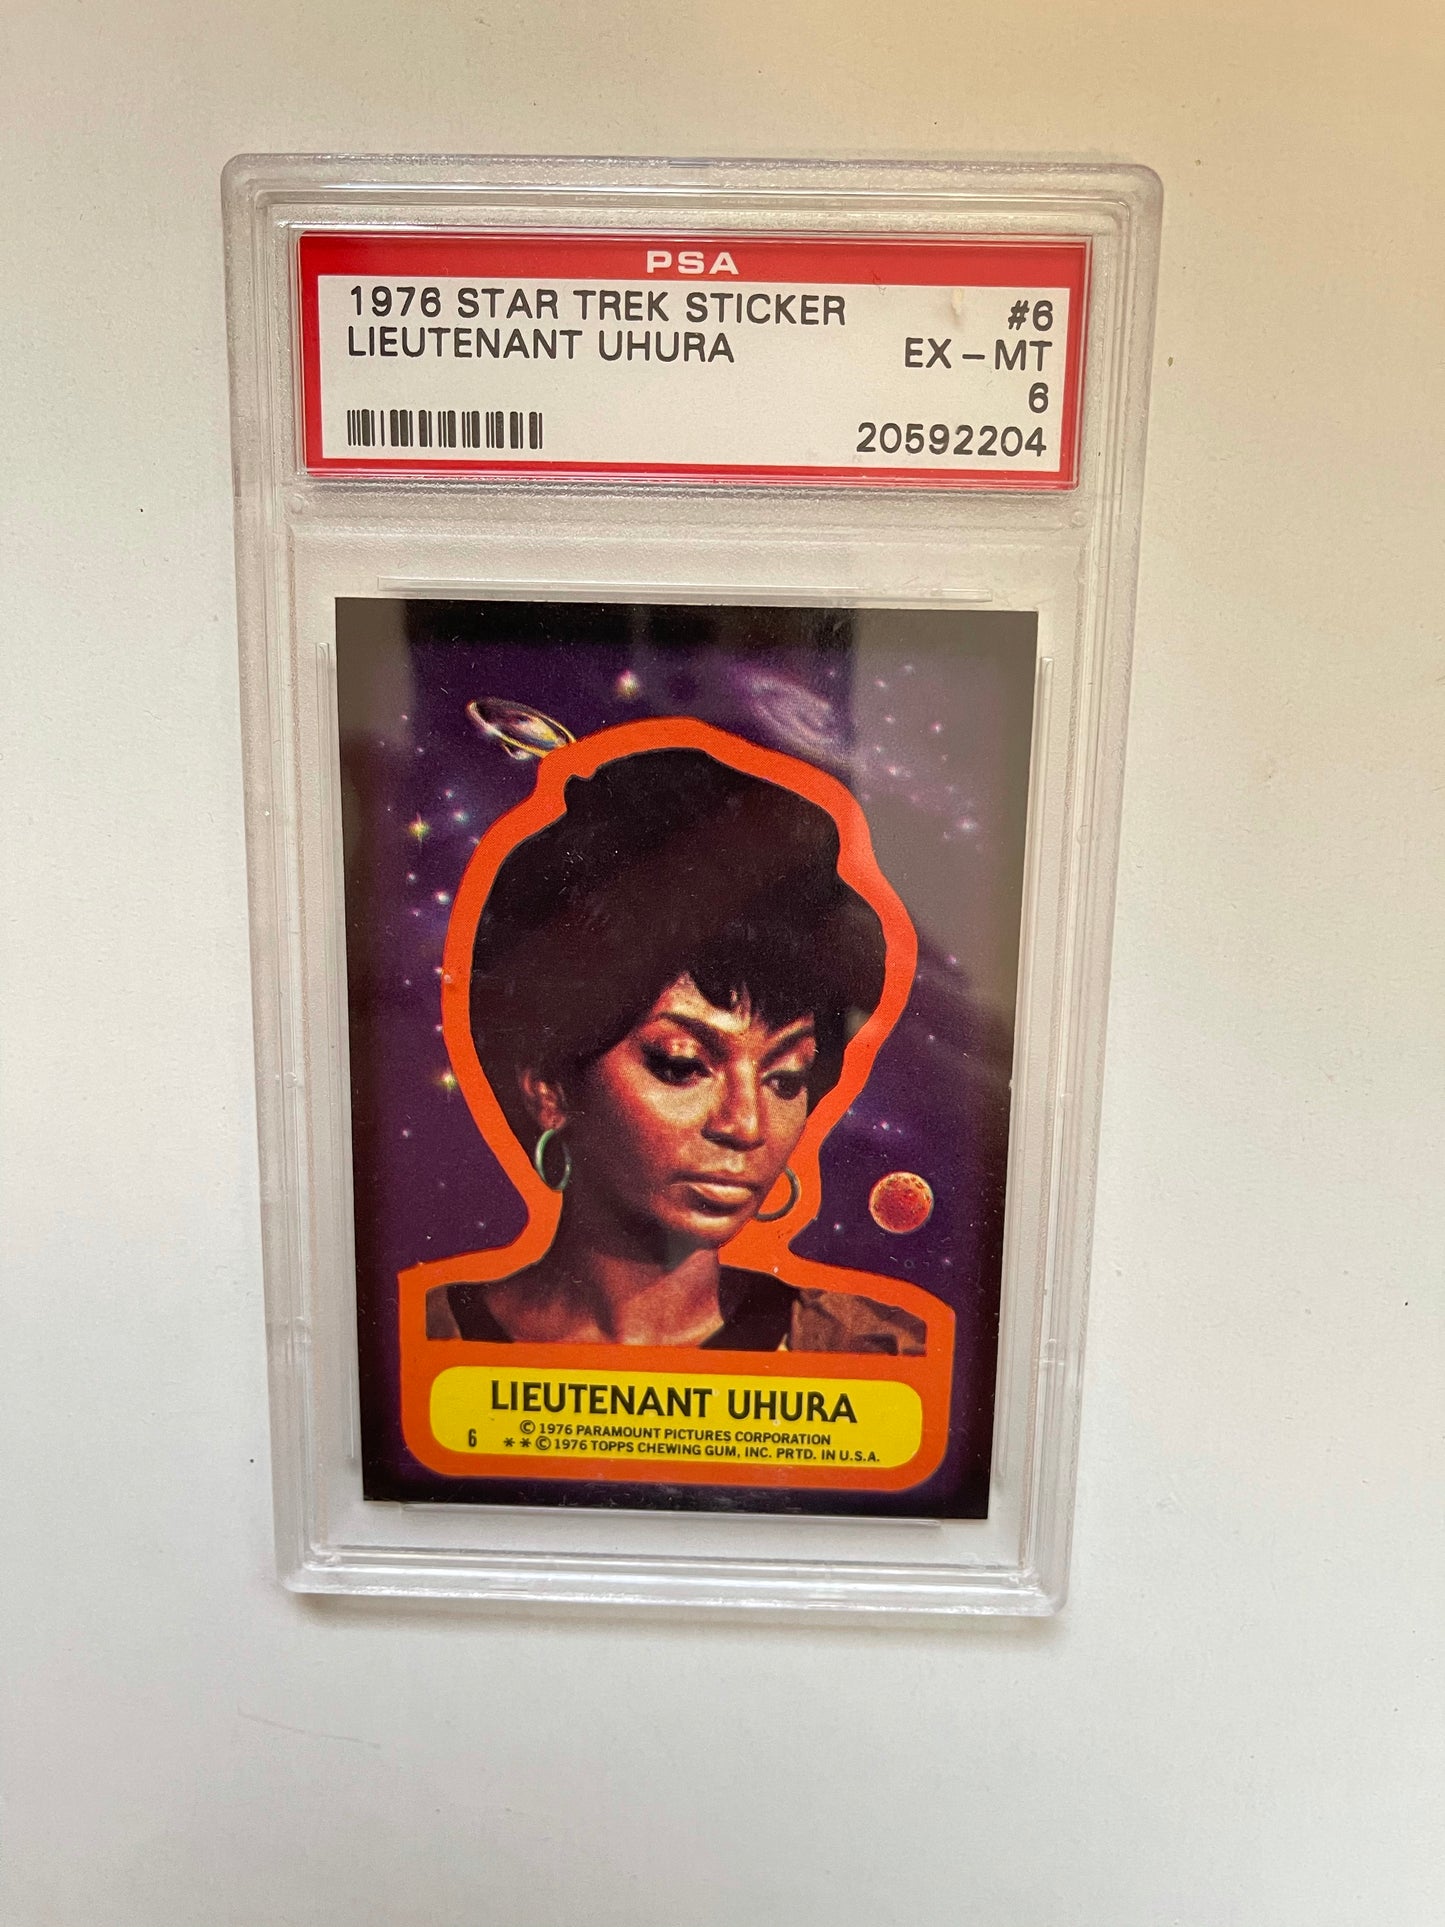 PSA
1976 STAR TREK STICKER #6
LIEUTENANT UHURA EX - MT
6
20592204
LIEUTENANT UHURA
© 1976 PARAMOUNT PICTURES CORPORATION
6 ** © 1976 TOPPS CHEWING GUM, INC. PRTD. IN U.S.A.